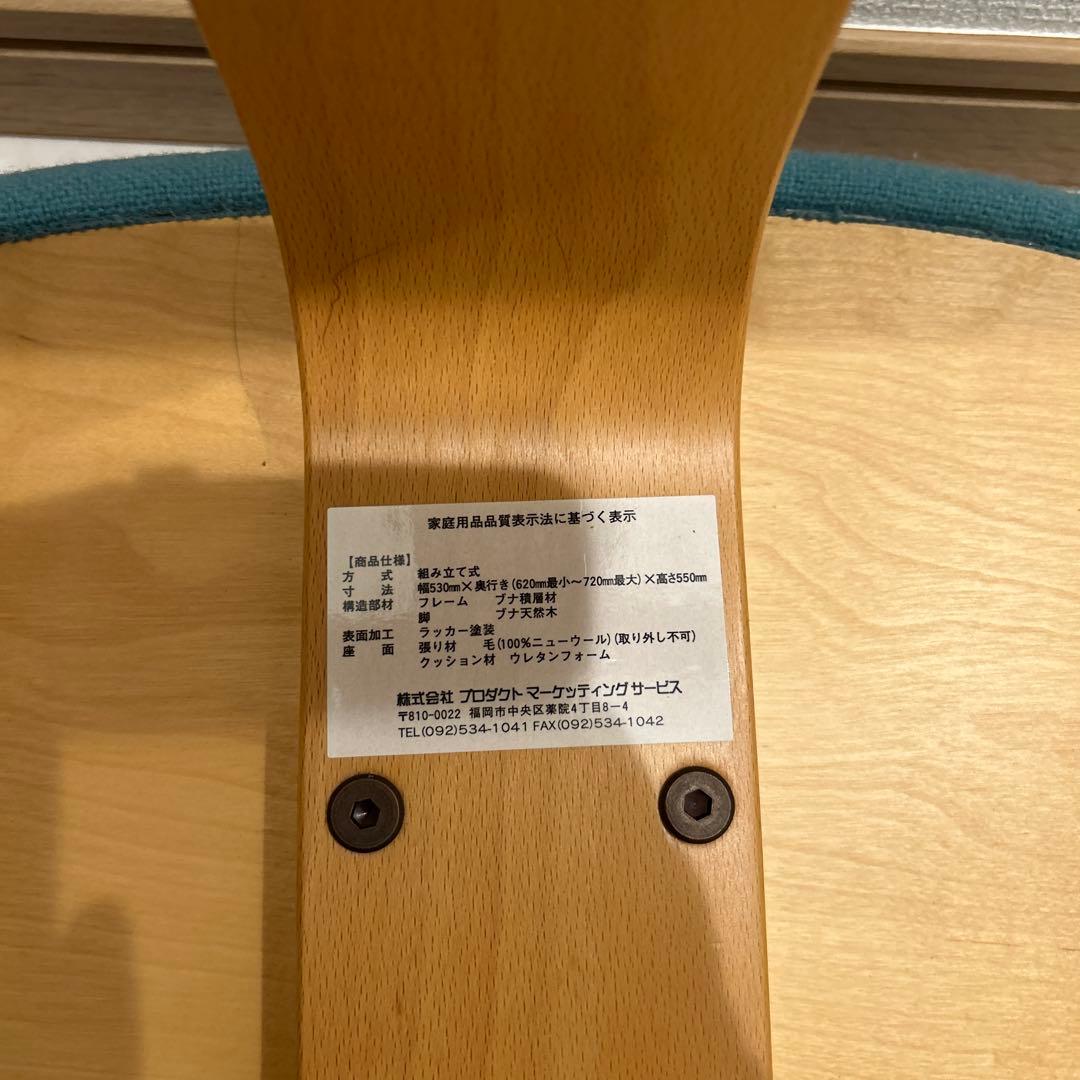 家庭用品品質表示法に基づく表示
【商品仕様】
方 式 組み立て式
寸 法 幅530㎜×奥行き(620㎜最小～720㎜最大)×高さ550㎜
構造部材 フレーム ブナ積層材
脚 ブナ天然木
表面加工 ラッカー塗装
座 面 張り材 毛(100%ニューウール)(取り外し不可)
クッション材 ウレタンフォーム
株式会社 プロダクト マーケッティング サービス
〒810-0022 福岡市中央区薬院4丁目8ー4
TEL(092)534-1041 FAX(092)534-1042